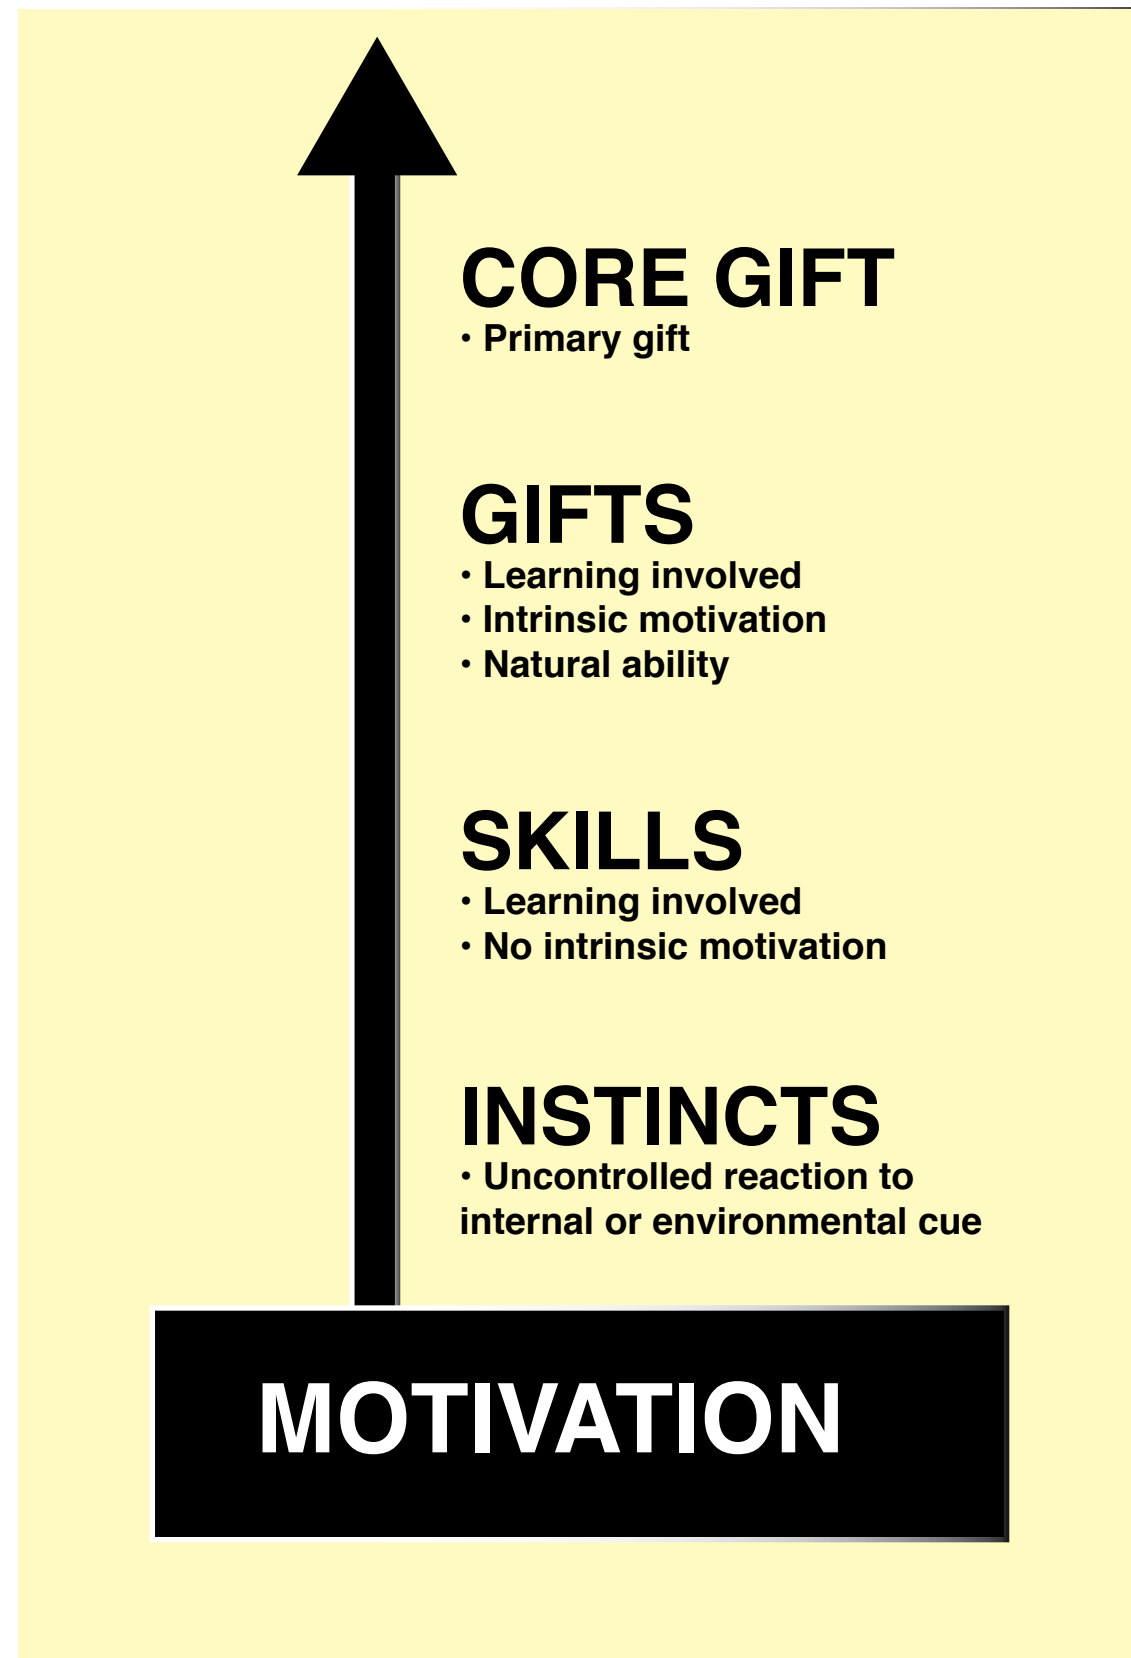 CORE GIFT
• Primary gift
GIFTS
• Learning involved
• Intrinsic motivation
• Natural ability
SKILLS
• Learning involved
• No intrinsic motivation
INSTINCTS
• Uncontrolled reaction to
internal or environmental cue
MOTIVATION